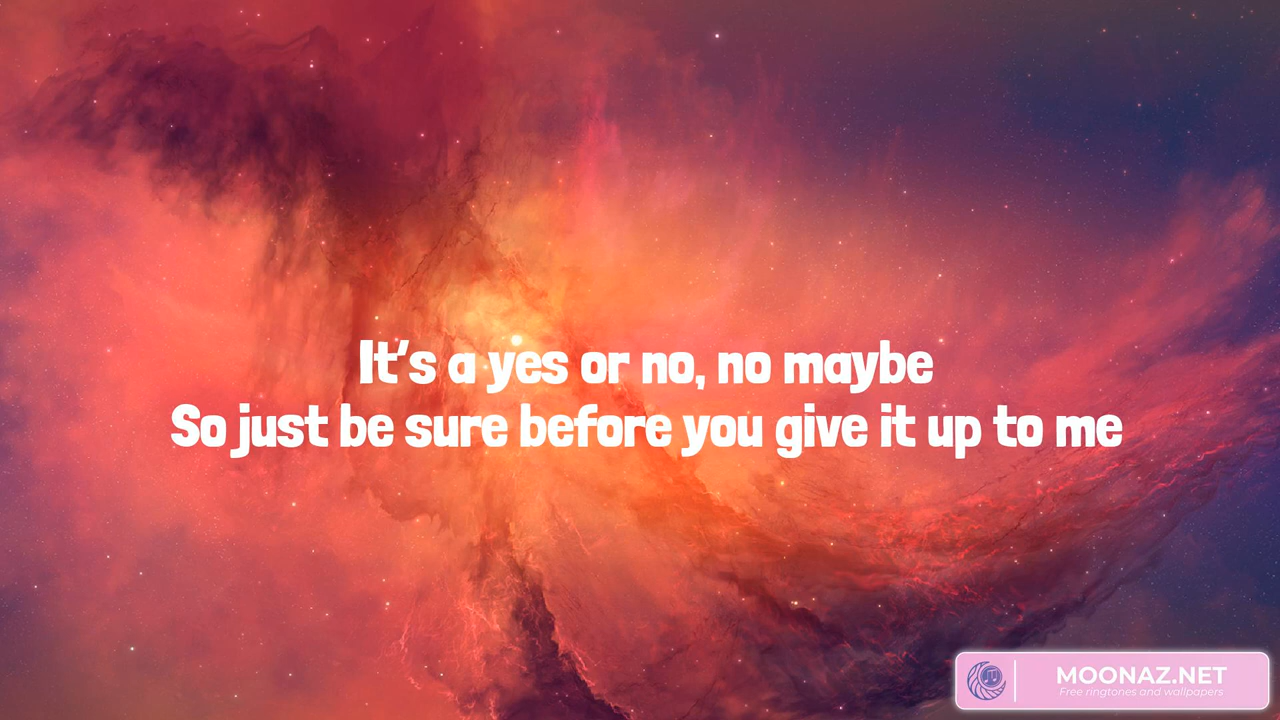 It's a yes or no, no maybe
So just be sure before you give it up to me
MOONAZ.NET
Free ringtones and wallpapers